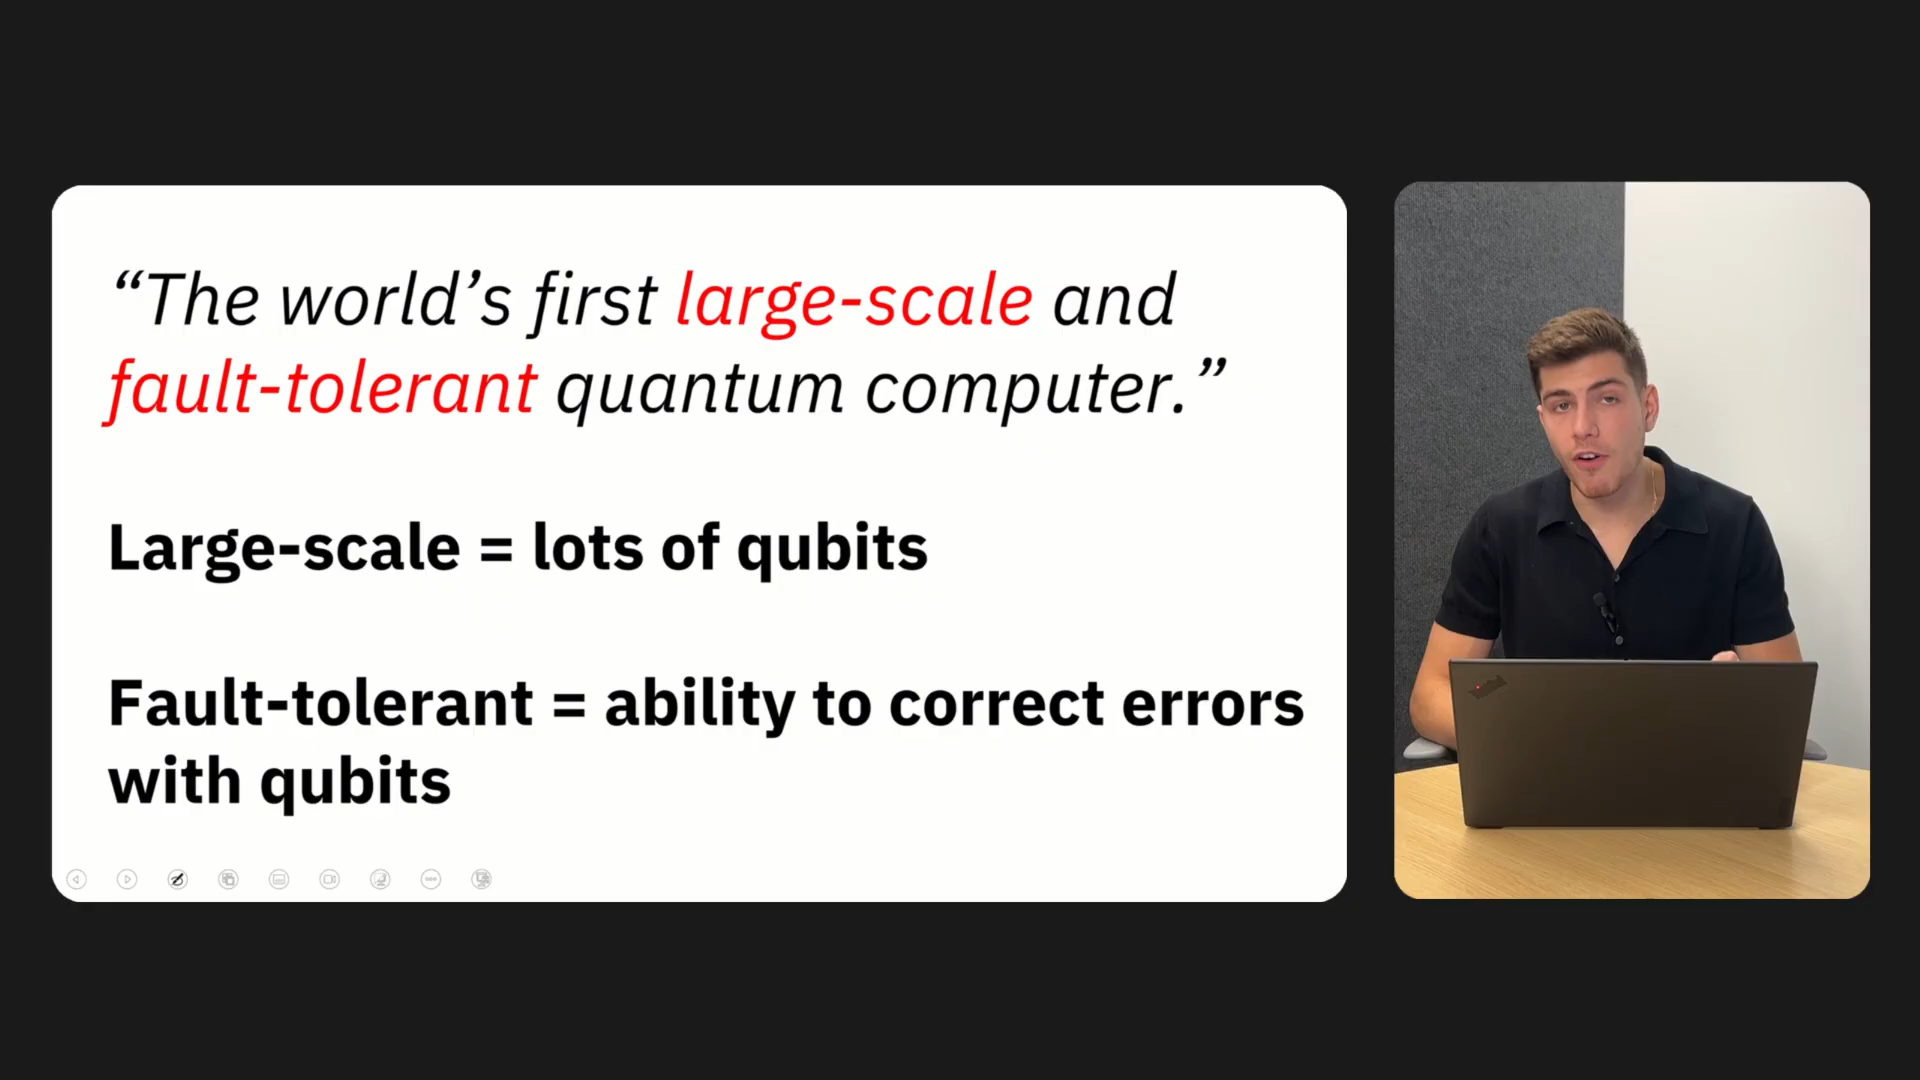 “The world’s first large-scale and
fault-tolerant quantum computer.”
Large-scale = lots of qubits
Fault-tolerant = ability to correct errors
with qubits